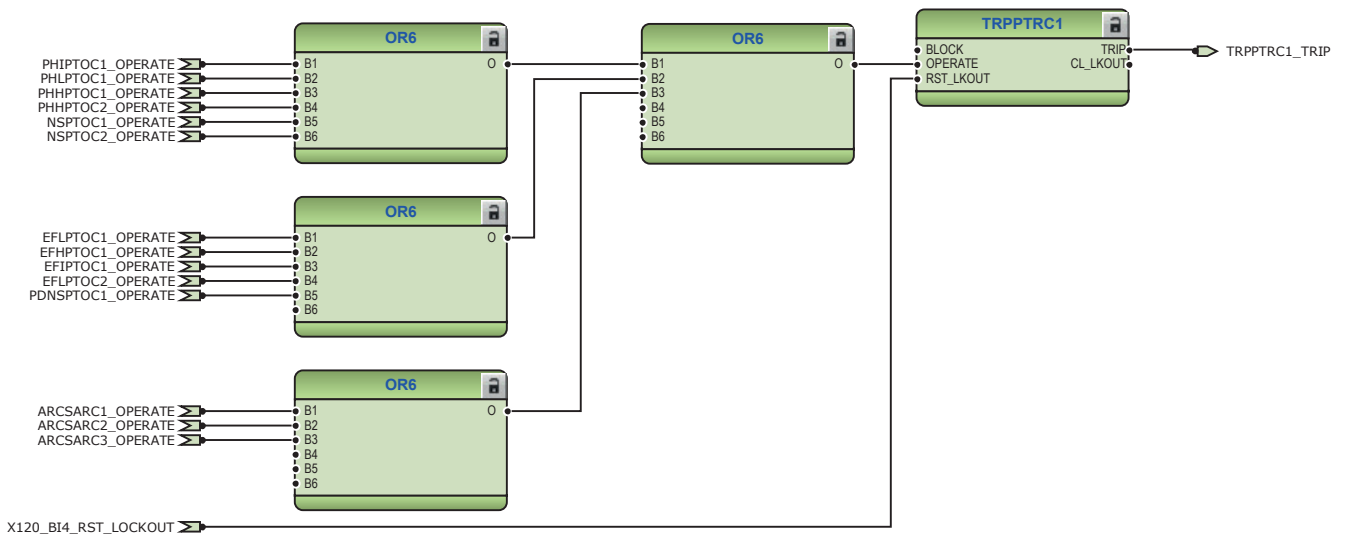 OR6
PHIPTOC1_OPERATE B1 O
PHLPTOC1_OPERATE B2
PHHPTOC1_OPERATE B3
PHHPTOC2_OPERATE B4
NSPTOC1_OPERATE B5
NSPTOC2_OPERATE B6
OR6
B1 O
B2
B3
B4
B5
B6
TRPPTRC1
BLOCK TRIP
OPERATE CL_LKOUT
RST_LKOUT
TRPPTRC1_TRIP
OR6
EFLPTOC1_OPERATE B1 O
EFHPTOC1_OPERATE B2
EFIPTOC1_OPERATE B3
EFLPTOC2_OPERATE B4
PDNSPTOC1_OPERATE B5
B6
OR6
ARCSARC1_OPERATE B1 O
ARCSARC2_OPERATE B2
ARCSARC3_OPERATE B3
B4
B5
B6
X120_BI4_RST_LOCKOUT